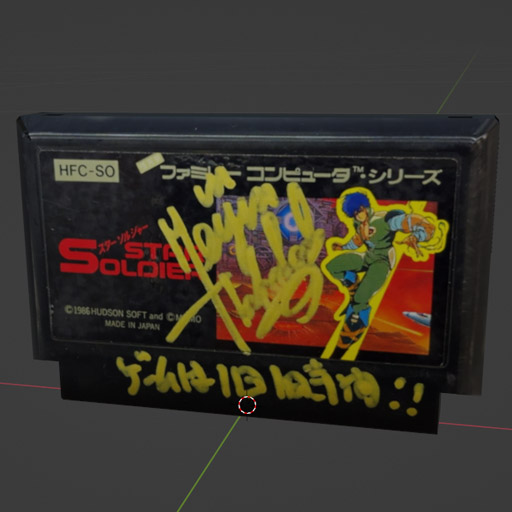 HFC-SO
ファミリー コンピュータ™ シリーズ
スター・ソルジャー
STAR
SOLDIER
©1986 HUDSON SOFT and ©
MADE IN JAPAN
ゲームは1日1時間!!